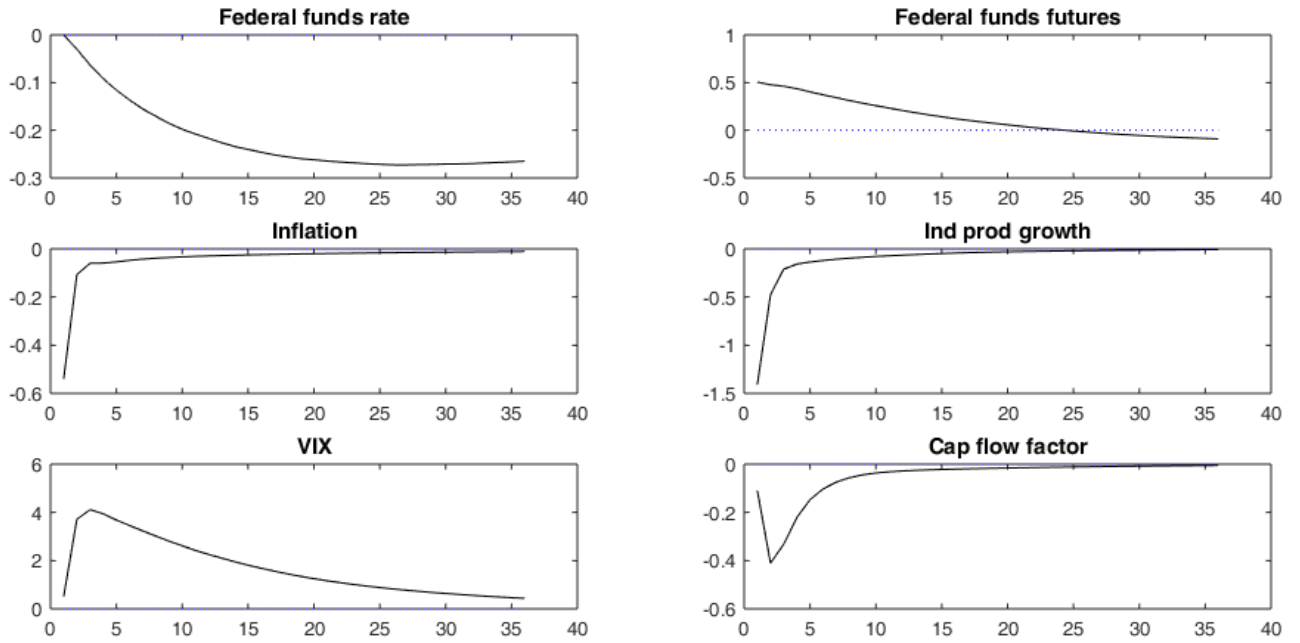 Federal funds rate
0
-0.1
-0.2
-0.3
0 5 10 15 20 25 30 35 40
Federal funds futures
1
0.5
0
-0.5
0 5 10 15 20 25 30 35 40
Inflation
0
-0.2
-0.4
-0.6
0 5 10 15 20 25 30 35 40
Ind prod growth
0
-0.5
-1
-1.5
0 5 10 15 20 25 30 35 40
VIX
6
4
2
0
0 5 10 15 20 25 30 35 40
Cap flow factor
0
-0.2
-0.4
-0.6
0 5 10 15 20 25 30 35 40